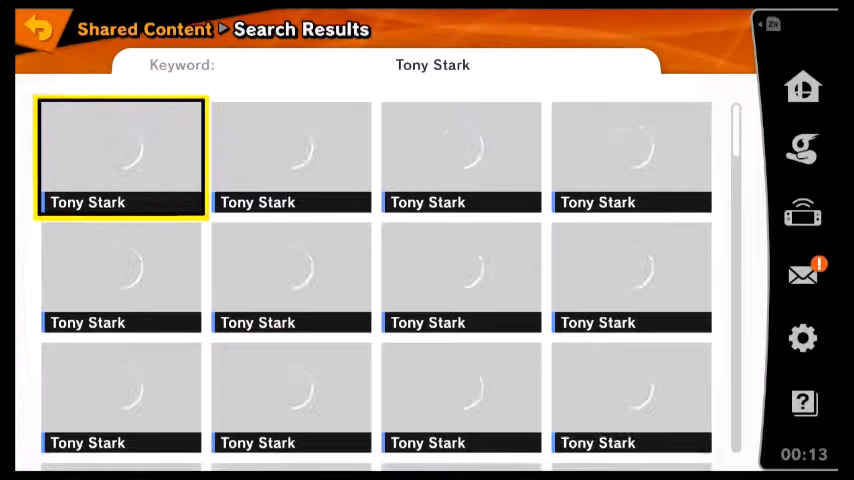 Shared Content ▶ Search Results
ZR
Keyword: Tony Stark
Tony Stark Tony Stark Tony Stark Tony Stark
Tony Stark Tony Stark Tony Stark Tony Stark
Tony Stark Tony Stark Tony Stark Tony Stark
!
?
00:13